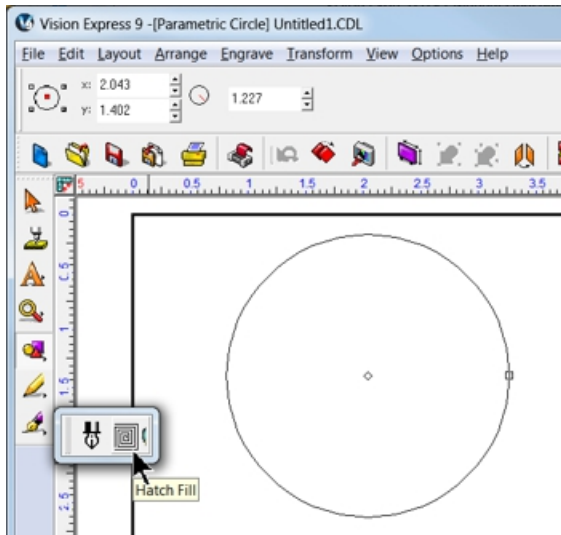 Vision Express 9 -[Parametric Circle] Untitled1.CDL
File Edit Layout Arrange Engrave Transform View Options Help
x: 2.043
y: 1.402
1.227
5 0 0.5 1 1.5 2 2.5 3 3.5
0
0.5
1
1.5
Hatch Fill
2.5